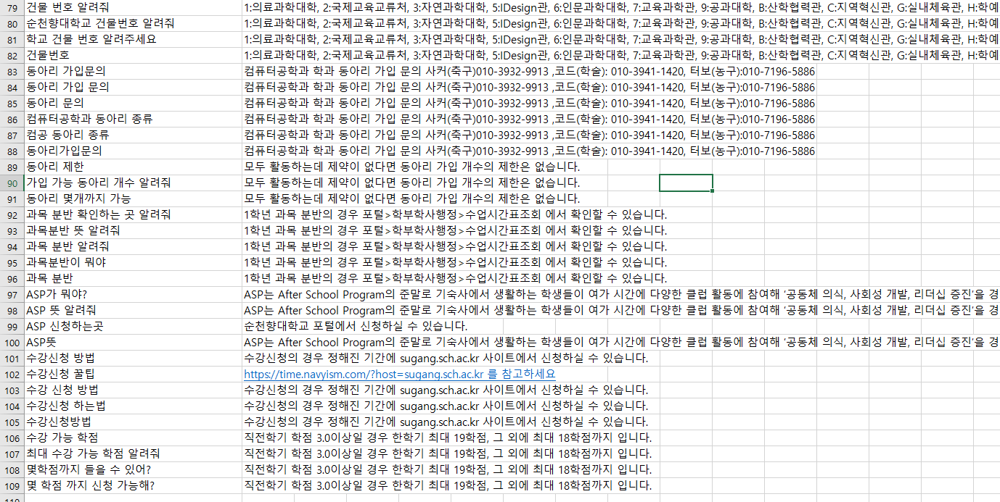 79 건물 번호 알려줘 1:의료과학대학, 2:국제교육교류처, 3:자연과학대학, 5:IDesign관, 6:인문과학대학, 7:교육과학관, 9:공과대학, B:산학협력관, C:지역혁신관, G:실내체육관, H:학예
80 순천향대학교 건물번호 알려줘 1:의료과학대학, 2:국제교육교류처, 3:자연과학대학, 5:IDesign관, 6:인문과학대학, 7:교육과학관, 9:공과대학, B:산학협력관, C:지역혁신관, G:실내체육관, H:학예
81 학교 건물 번호 알려주세요 1:의료과학대학, 2:국제교육교류처, 3:자연과학대학, 5:IDesign관, 6:인문과학대학, 7:교육과학관, 9:공과대학, B:산학협력관, C:지역혁신관, G:실내체육관, H:학예
82 건물번호 1:의료과학대학, 2:국제교육교류처, 3:자연과학대학, 5:IDesign관, 6:인문과학대학, 7:교육과학관, 9:공과대학, B:산학협력관, C:지역혁신관, G:실내체육관, H:학예
83 동아리 가입문의 컴퓨터공학과 학과 동아리 가입 문의 사커(축구)010-3932-9913 ,코드(학술): 010-3941-1420, 터보(농구):010-7196-5886
84 동아리 가입 문의 컴퓨터공학과 학과 동아리 가입 문의 사커(축구)010-3932-9913 ,코드(학술): 010-3941-1420, 터보(농구):010-7196-5886
85 동아리 문의 컴퓨터공학과 학과 동아리 가입 문의 사커(축구)010-3932-9913 ,코드(학술): 010-3941-1420, 터보(농구):010-7196-5886
86 컴퓨터공학과 동아리 종류 컴퓨터공학과 학과 동아리 가입 문의 사커(축구)010-3932-9913 ,코드(학술): 010-3941-1420, 터보(농구):010-7196-5886
87 컴공 동아리 종류 컴퓨터공학과 학과 동아리 가입 문의 사커(축구)010-3932-9913 ,코드(학술): 010-3941-1420, 터보(농구):010-7196-5886
88 동아리가입문의 컴퓨터공학과 학과 동아리 가입 문의 사커(축구)010-3932-9913 ,코드(학술): 010-3941-1420, 터보(농구):010-7196-5886
89 동아리 제한 모두 활동하는데 제약이 없다면 동아리 가입 개수의 제한은 없습니다.
90 가입 가능 동아리 개수 알려줘 모두 활동하는데 제약이 없다면 동아리 가입 개수의 제한은 없습니다.
91 동아리 몇개까지 가능 모두 활동하는데 제약이 없다면 동아리 가입 개수의 제한은 없습니다.
92 과목 분반 확인하는 곳 알려줘 1학년 과목 분반의 경우 포털>학부학사행정>수업시간표조회 에서 확인할 수 있습니다.
93 과목분반 뜻 알려줘 1학년 과목 분반의 경우 포털>학부학사행정>수업시간표조회 에서 확인할 수 있습니다.
94 과목 분반 알려줘 1학년 과목 분반의 경우 포털>학부학사행정>수업시간표조회 에서 확인할 수 있습니다.
95 과목분반이 뭐야 1학년 과목 분반의 경우 포털>학부학사행정>수업시간표조회 에서 확인할 수 있습니다.
96 과목 분반 1학년 과목 분반의 경우 포털>학부학사행정>수업시간표조회 에서 확인할 수 있습니다.
97 ASP가 뭐야? ASP는 After School Program의 준말로 기숙사에서 생활하는 학생들이 여가 시간에 다양한 클럽 활동에 참여해 ‘공동체 의식, 사회성 개발, 리더십 증진’을 경
98 ASP 뜻 알려줘 ASP는 After School Program의 준말로 기숙사에서 생활하는 학생들이 여가 시간에 다양한 클럽 활동에 참여해 ‘공동체 의식, 사회성 개발, 리더십 증진’을 경
99 ASP 신청하는곳 순천향대학교 포털에서 신청하실 수 있습니다.
100 ASP뜻 ASP는 After School Program의 준말로 기숙사에서 생활하는 학생들이 여가 시간에 다양한 클럽 활동에 참여해 ‘공동체 의식, 사회성 개발, 리더십 증진’을 경
101 수강신청 방법 수강신청의 경우 정해진 기간에 sugang.sch.ac.kr 사이트에서 신청하실 수 있습니다.
102 수강신청 꿀팁 https://time.navyism.com/?host=sugang.sch.ac.kr 를 참고하세요
103 수강 신청 방법 수강신청의 경우 정해진 기간에 sugang.sch.ac.kr 사이트에서 신청하실 수 있습니다.
104 수강신청 하는법 수강신청의 경우 정해진 기간에 sugang.sch.ac.kr 사이트에서 신청하실 수 있습니다.
105 수강신청방법 수강신청의 경우 정해진 기간에 sugang.sch.ac.kr 사이트에서 신청하실 수 있습니다.
106 수강 가능 학점 직전학기 학점 3.0이상일 경우 한학기 최대 19학점, 그 외에 최대 18학점까지 입니다.
107 최대 수강 가능 학점 알려줘 직전학기 학점 3.0이상일 경우 한학기 최대 19학점, 그 외에 최대 18학점까지 입니다.
108 몇학점까지 들을 수 있어? 직전학기 학점 3.0이상일 경우 한학기 최대 19학점, 그 외에 최대 18학점까지 입니다.
109 몇 학점 까지 신청 가능해? 직전학기 학점 3.0이상일 경우 한학기 최대 19학점, 그 외에 최대 18학점까지 입니다.